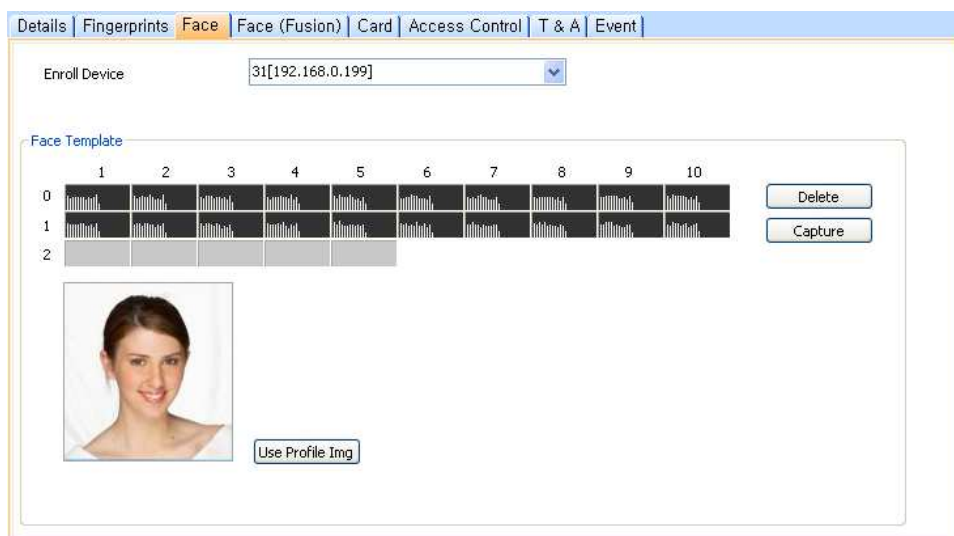 Details Fingerprints Face Face (Fusion) Card Access Control T & A Event
Enroll Device 31[192.168.0.199]
Face Template
1 2 3 4 5 6 7 8 9 10
0 Delete
1 Capture
2
Use Profile Img